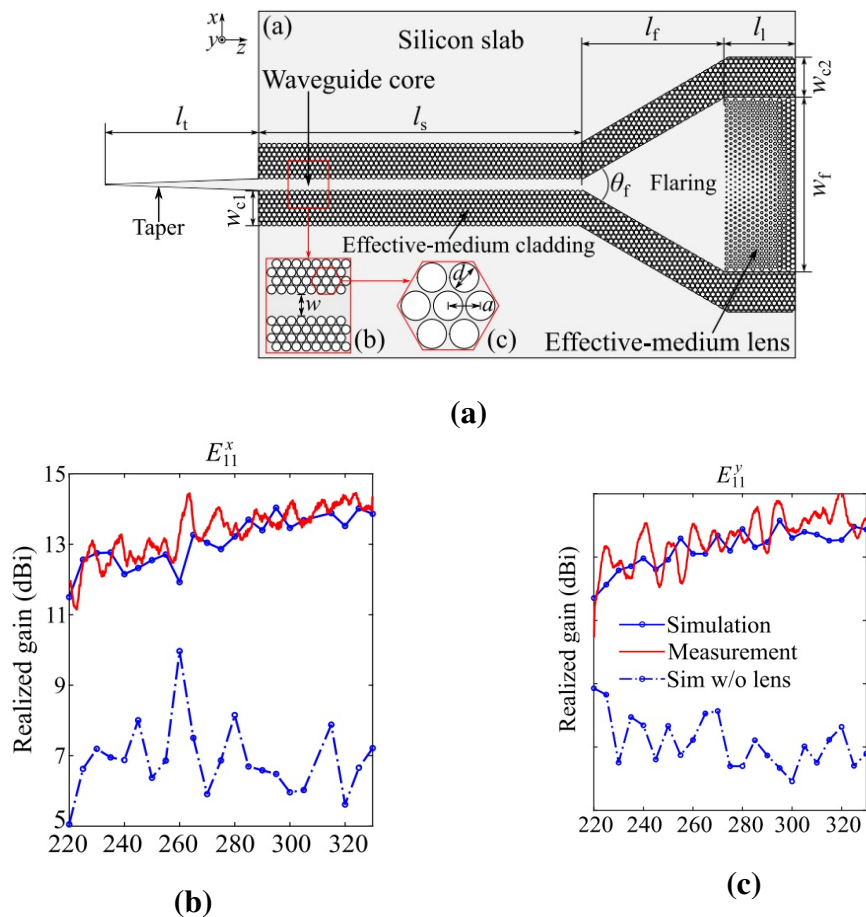 x
(a)
y
z
Silicon slab
l_f
l_l
Waveguide core
w_c2
l_t
l_s
w_f
θ_f
Flaring
Taper
w_c1
Effective-medium cladding
w
d
a
(b)
(c)
Effective-medium lens
(a)
E_11^x
15
13
11
9
7
5
Realized gain (dBi)
220 240 260 280 300 320
(b)
E_11^y
Realized gain (dBi)
Simulation
Measurement
Sim w/o lens
220 240 260 280 300 320
(c)